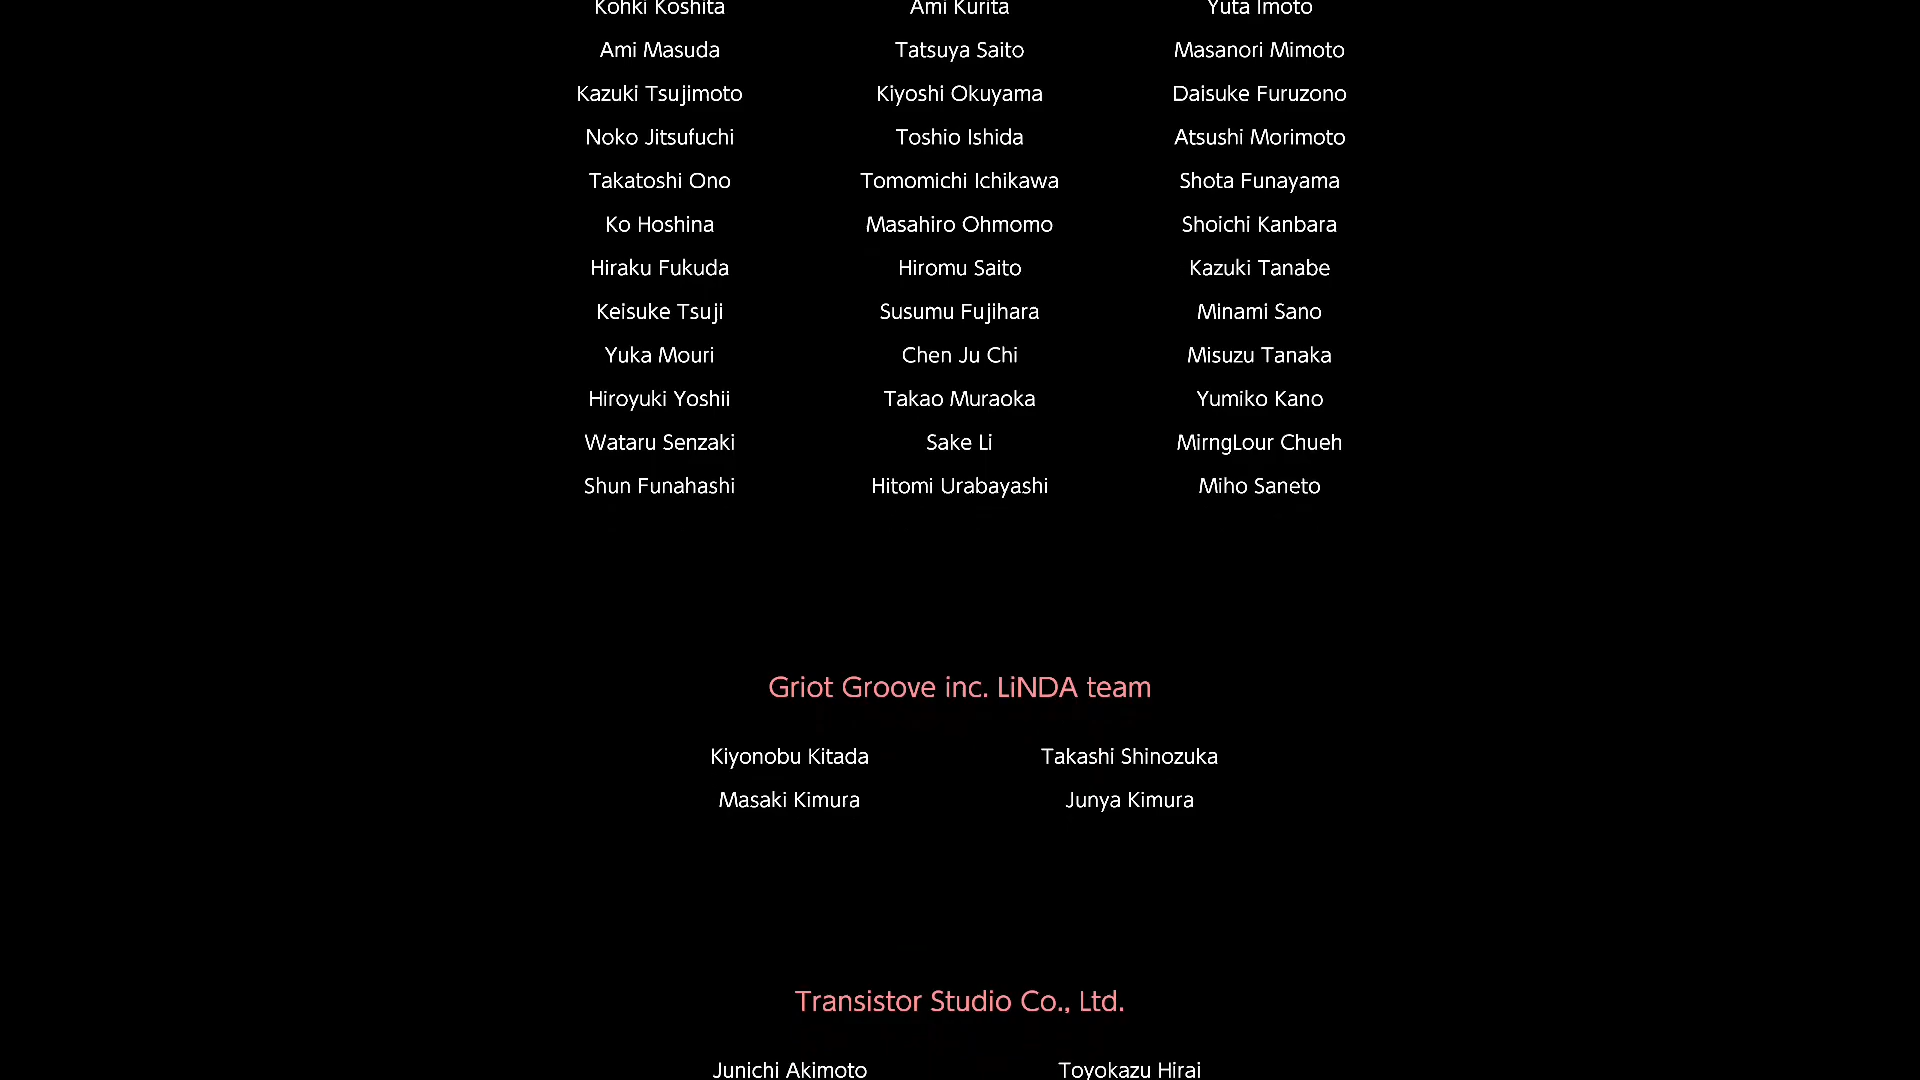 Kohki Koshita Ami Kurita Yuta Imoto
Ami Masuda Tatsuya Saito Masanori Mimoto
Kazuki Tsujimoto Kiyoshi Okuyama Daisuke Furuzono
Noko Jitsufuchi Toshio Ishida Atsushi Morimoto
Takatoshi Ono Tomomichi Ichikawa Shota Funayama
Ko Hoshina Masahiro Ohmomo Shoichi Kanbara
Hiraku Fukuda Hiromu Saito Kazuki Tanabe
Keisuke Tsuji Susumu Fujihara Minami Sano
Yuka Mouri Chen Ju Chi Misuzu Tanaka
Hiroyuki Yoshii Takao Muraoka Yumiko Kano
Wataru Senzaki Sake Li MirngLour Chueh
Shun Funahashi Hitomi Urabayashi Miho Saneto
Griot Groove inc. LiNDA team
Kiyonobu Kitada Takashi Shinozuka
Masaki Kimura Junya Kimura
Transistor Studio Co., Ltd.
Junichi Akimoto Toyokazu Hirai